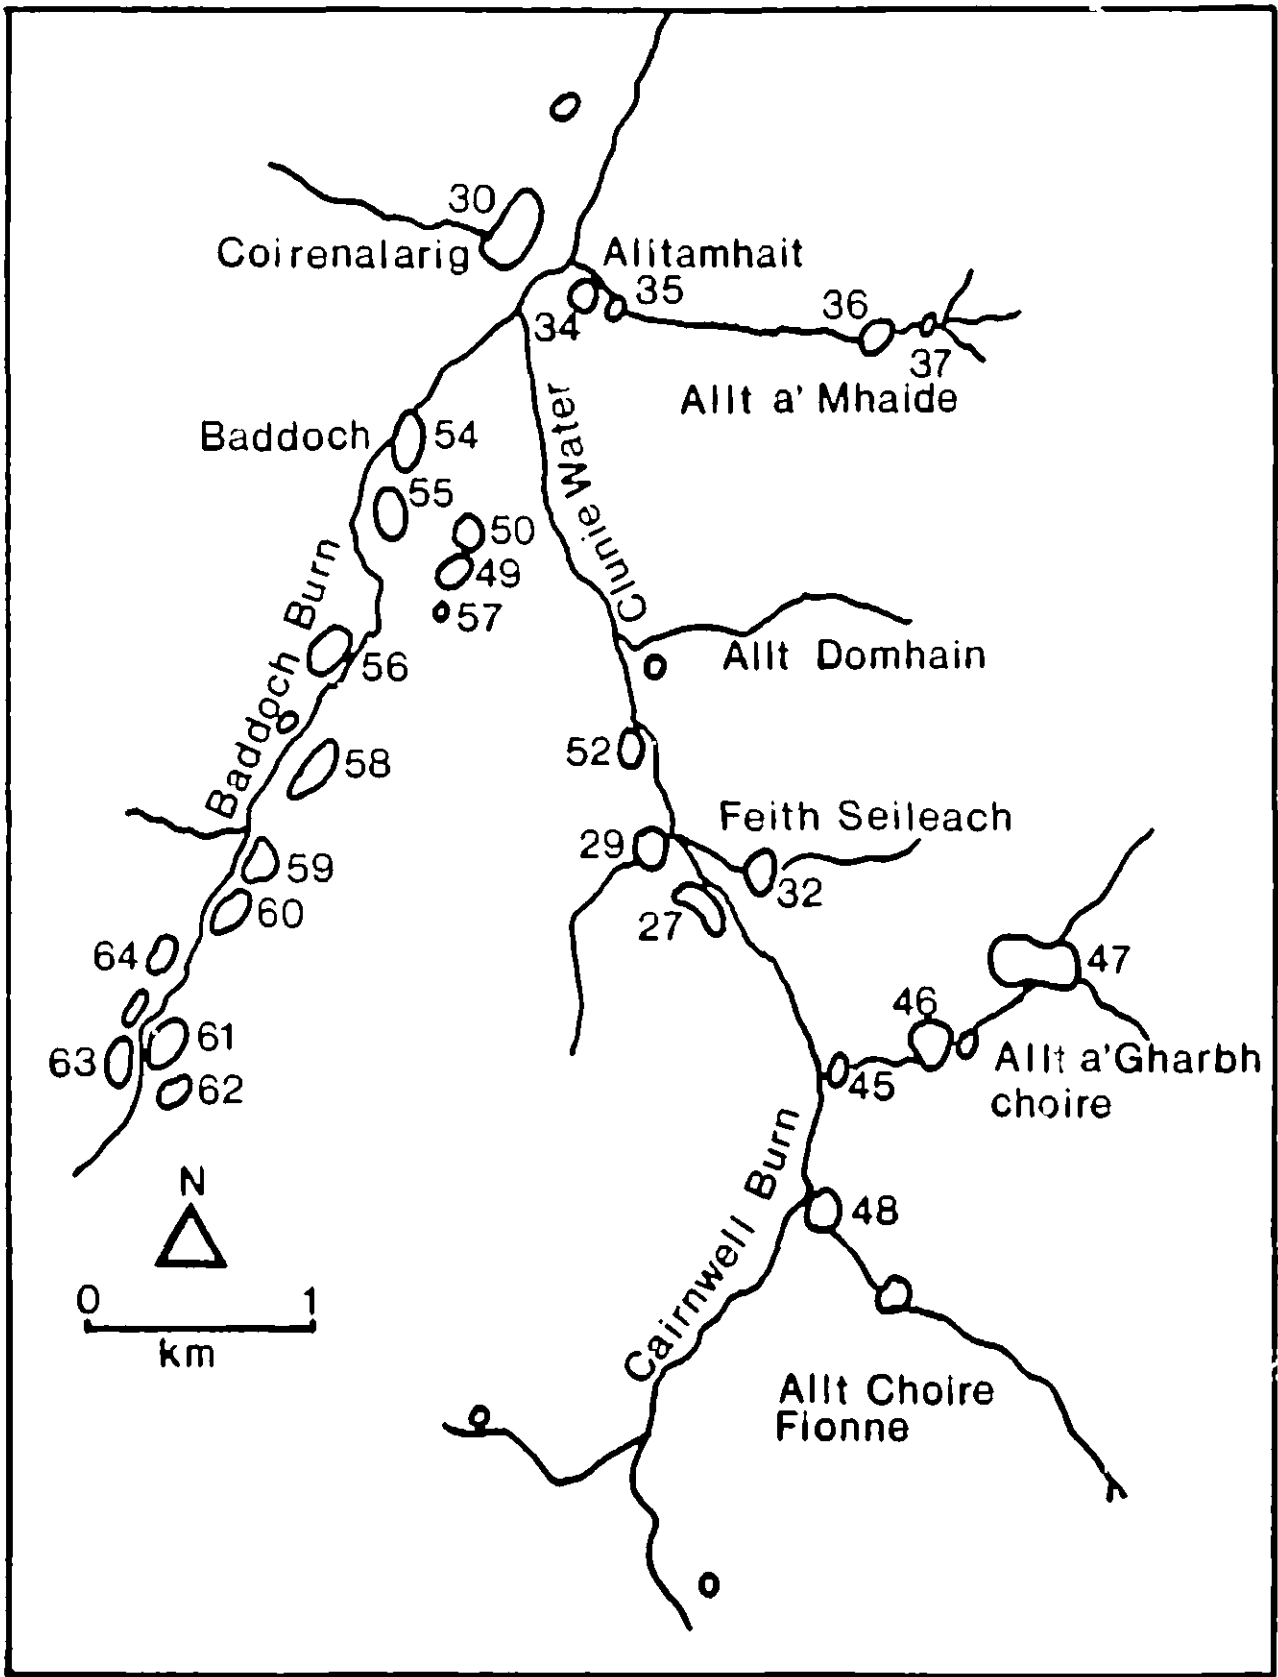 30
Coirenalarig
Alltamhait
35
34
36
37
Allt a' Mhaide
Clunie Water
Baddoch
54
55
50
49
57
Baddoch Burn
56
Allt Domhain
52
58
Feith Seileach
29
32
27
59
60
64
47
46
61
63
62
Allt a'Gharbh
choire
45
Cairnwell Burn
48
N
0 1
km
Allt Choire
Fionne